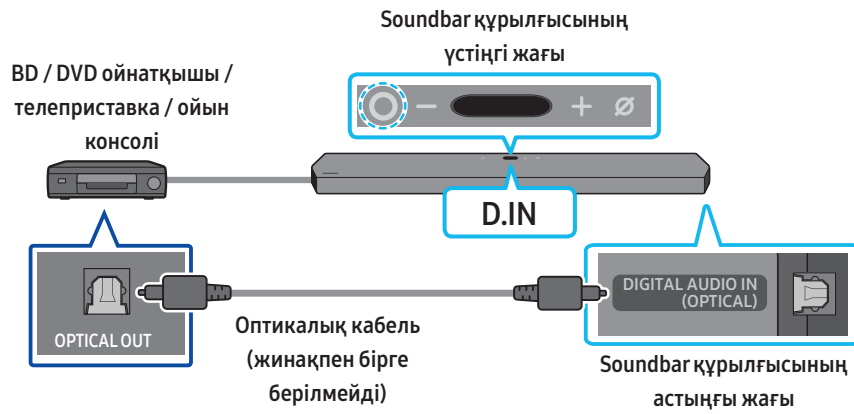 Soundbar құрылғысының
үстіңгі жағы
BD / DVD ойнатқышы /
телеприставка / ойын
консолі
D.IN
OPTICAL OUT
Оптикалық кабель
(жинақпен бірге
берілмейді)
DIGITAL AUDIO IN
(OPTICAL)
Soundbar құрылғысының
астыңғы жағы